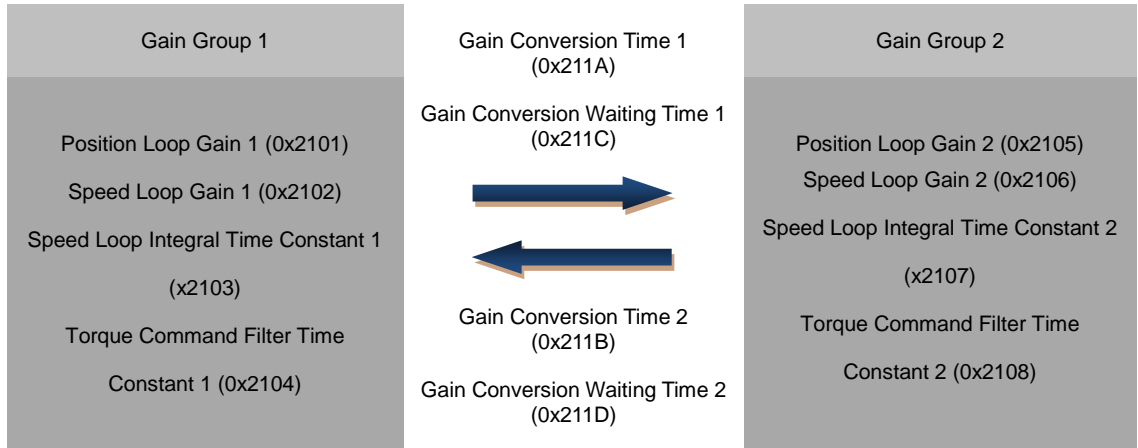 Gain Group 1
Position Loop Gain 1 (0x2101)
Speed Loop Gain 1 (0x2102)
Speed Loop Integral Time Constant 1
(x2103)
Torque Command Filter Time
Constant 1 (0x2104)
Gain Conversion Time 1
(0x211A)
Gain Conversion Waiting Time 1
(0x211C)
Gain Conversion Time 2
(0x211B)
Gain Conversion Waiting Time 2
(0x211D)
Gain Group 2
Position Loop Gain 2 (0x2105)
Speed Loop Gain 2 (0x2106)
Speed Loop Integral Time Constant 2
(x2107)
Torque Command Filter Time
Constant 2 (0x2108)